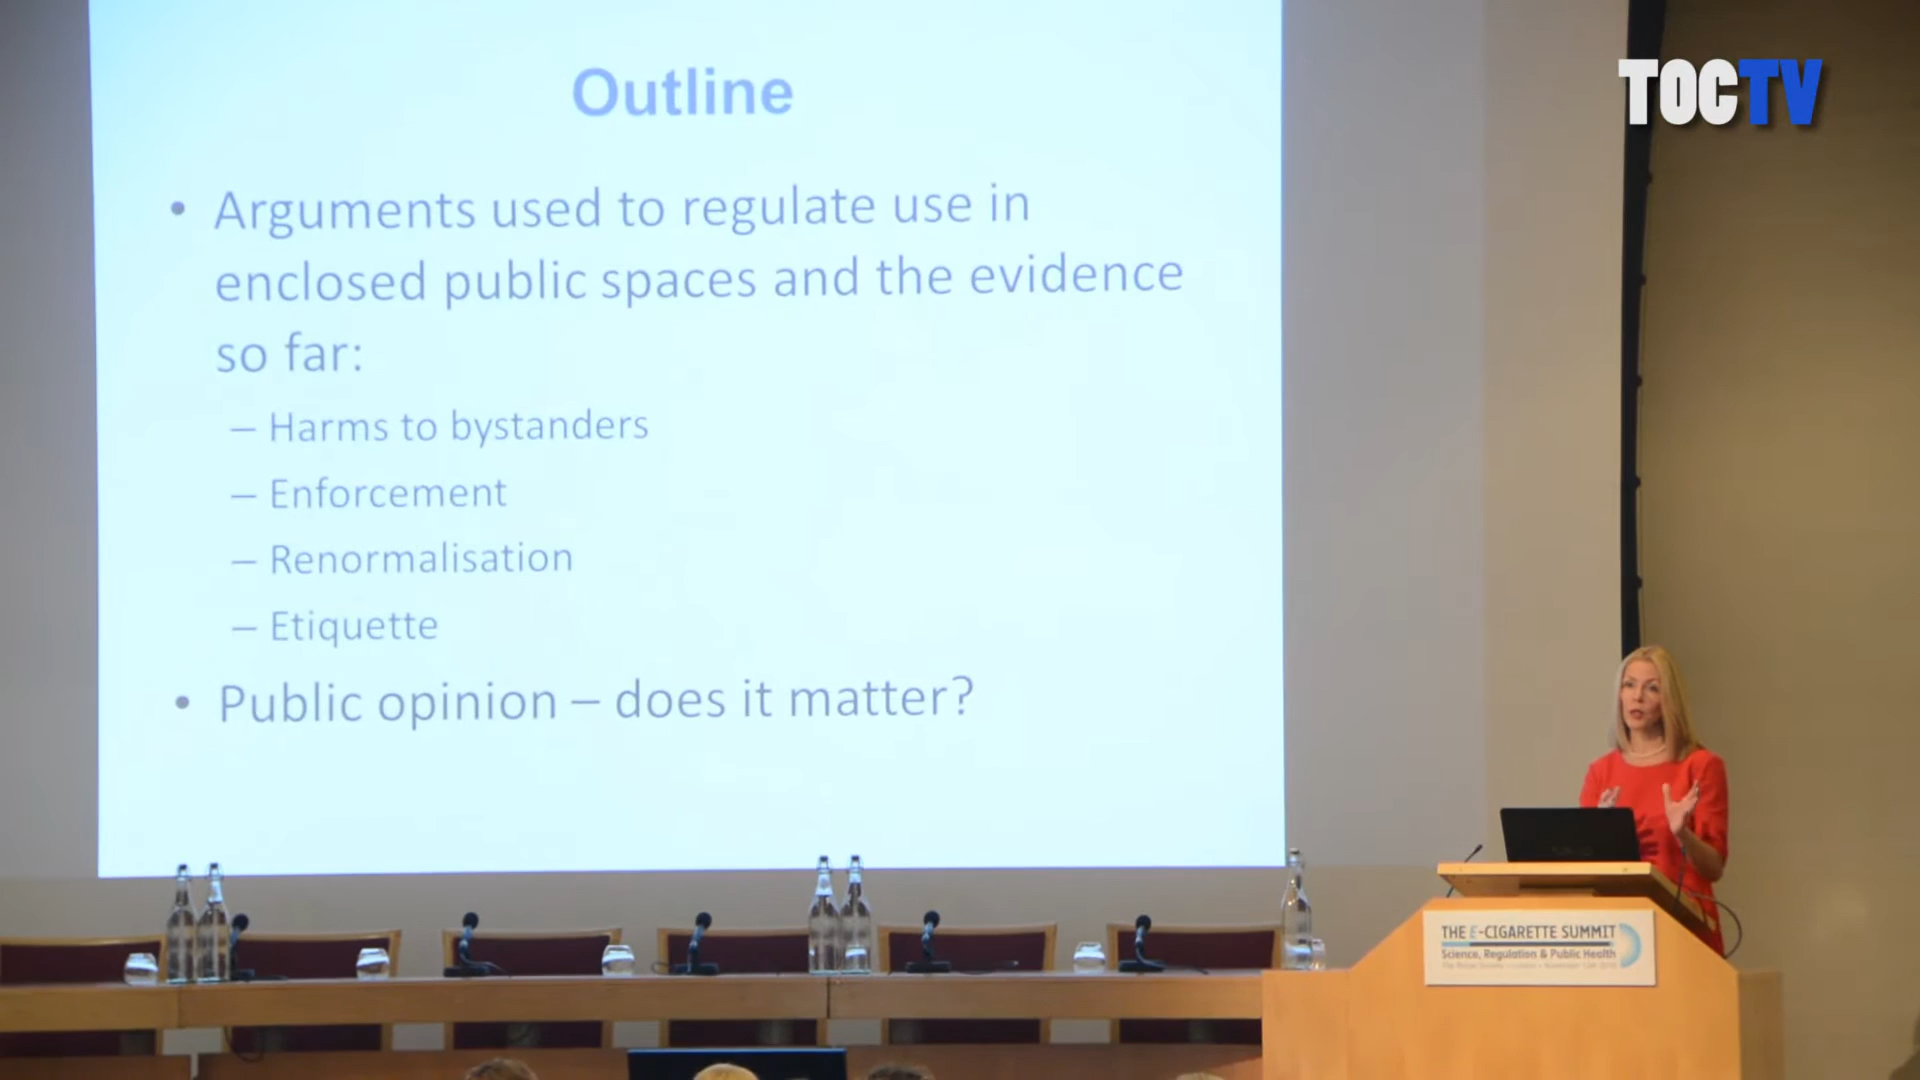 Outline
• Arguments used to regulate use in
enclosed public spaces and the evidence
so far:
– Harms to bystanders
– Enforcement
– Renormalisation
– Etiquette
• Public opinion – does it matter?
TOCTV
THE E-CIGARETTE SUMMIT
Science, Regulation & Public Health